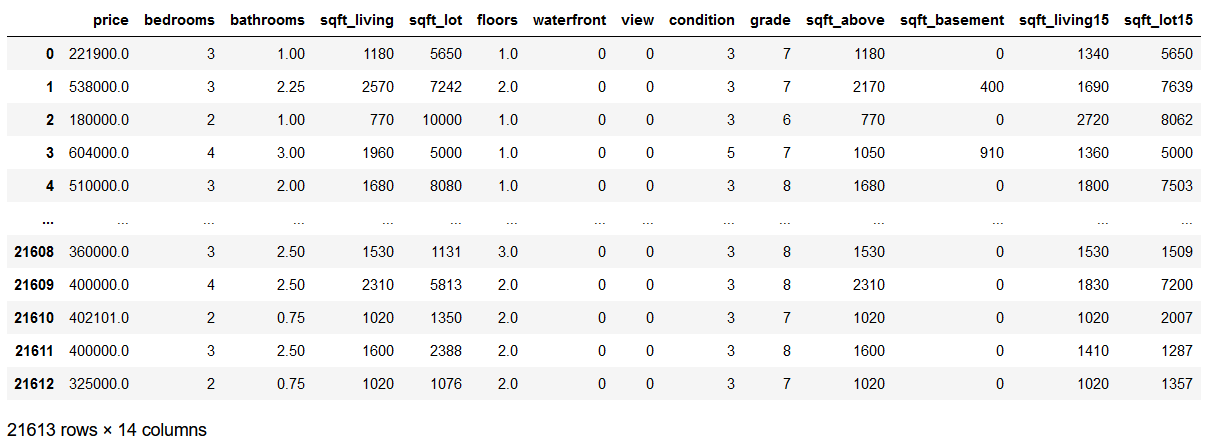 price bedrooms bathrooms sqft_living sqft_lot floors waterfront view condition grade sqft_above sqft_basement sqft_living15 sqft_lot15
0 221900.0 3 1.00 1180 5650 1.0 0 0 3 7 1180 0 1340 5650
1 538000.0 3 2.25 2570 7242 2.0 0 0 3 7 2170 400 1690 7639
2 180000.0 2 1.00 770 10000 1.0 0 0 3 6 770 0 2720 8062
3 604000.0 4 3.00 1960 5000 1.0 0 0 5 7 1050 910 1360 5000
4 510000.0 3 2.00 1680 8080 1.0 0 0 3 8 1680 0 1800 7503
... ... ... ... ... ... ... ... ... ... ... ... ... ... ...
21608 360000.0 3 2.50 1530 1131 3.0 0 0 3 8 1530 0 1530 1509
21609 400000.0 4 2.50 2310 5813 2.0 0 0 3 8 2310 0 1830 7200
21610 402101.0 2 0.75 1020 1350 2.0 0 0 3 7 1020 0 1020 2007
21611 400000.0 3 2.50 1600 2388 2.0 0 0 3 8 1600 0 1410 1287
21612 325000.0 2 0.75 1020 1076 2.0 0 0 3 7 1020 0 1020 1357
21613 rows × 14 columns